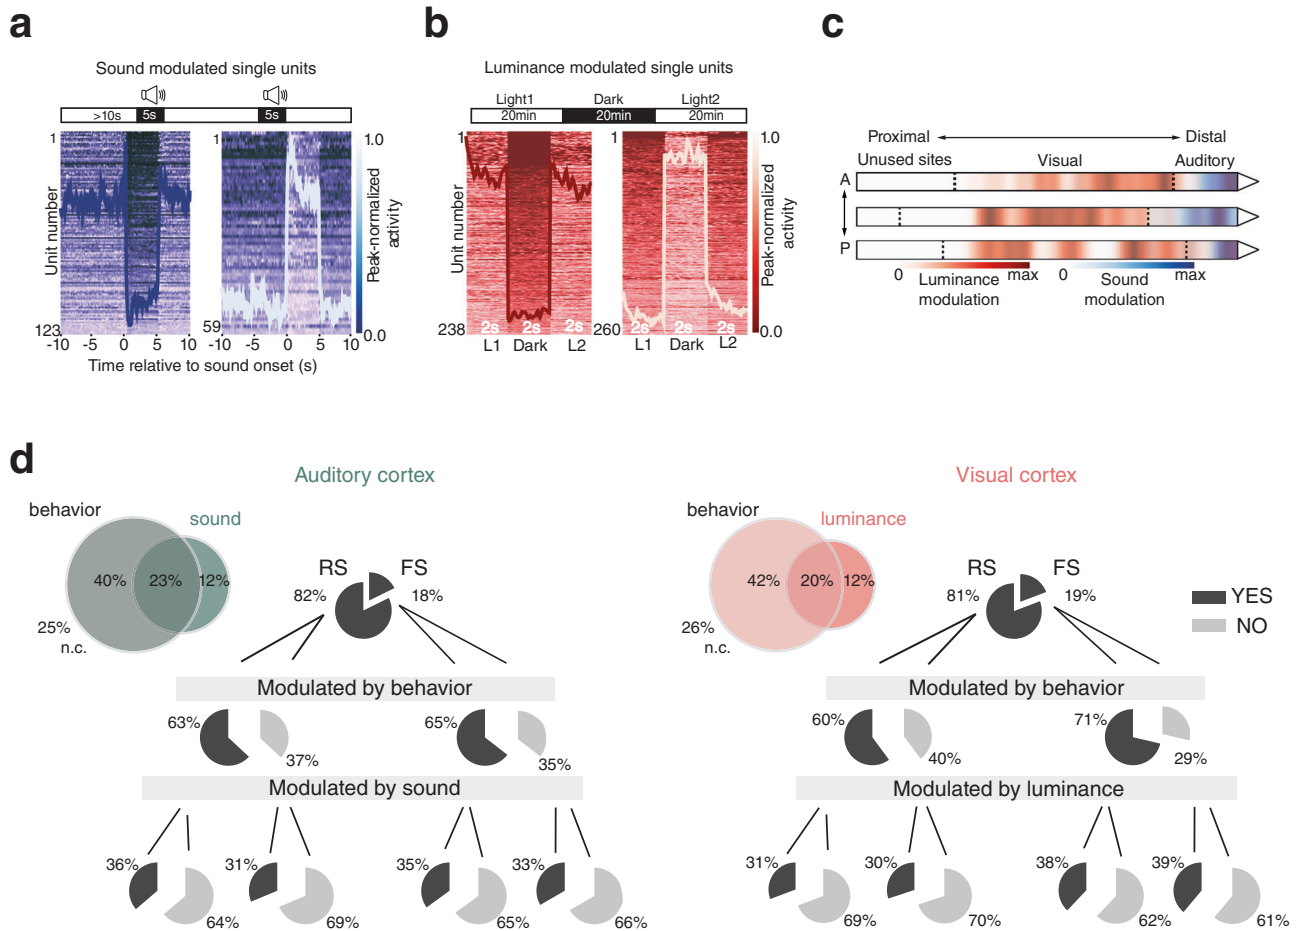 a
Sound modulated single units
>10s
5s
5s
1
1
1.0
Unit number
Peak-normalized
activity
123
59
0.0
-10 -5 0 5 10
-10 -5 0 5 10
Time relative to sound onset (s)
b
Luminance modulated single units
Light1 Dark Light2
20min 20min 20min
1
1
1.0
Unit number
Peak-normalized
activity
238
2s 2s 2s
260
2s 2s 2s
0.0
L1 Dark L2
L1 Dark L2
c
Proximal Distal
Unused sites Visual Auditory
A
P
0 max
Luminance
modulation
0 max
Sound
modulation
d
Auditory cortex
behavior
sound
40% 23% 12%
25%
n.c.
RS FS
82% 18%
Modulated by behavior
63%
37%
65%
35%
Modulated by sound
36%
64%
31%
69%
35%
65%
33%
66%
Visual cortex
behavior
luminance
42% 20% 12%
26%
n.c.
RS FS
81% 19%
YES
NO
Modulated by behavior
60%
40%
71%
29%
Modulated by luminance
31%
69%
30%
70%
38%
62%
39%
61%